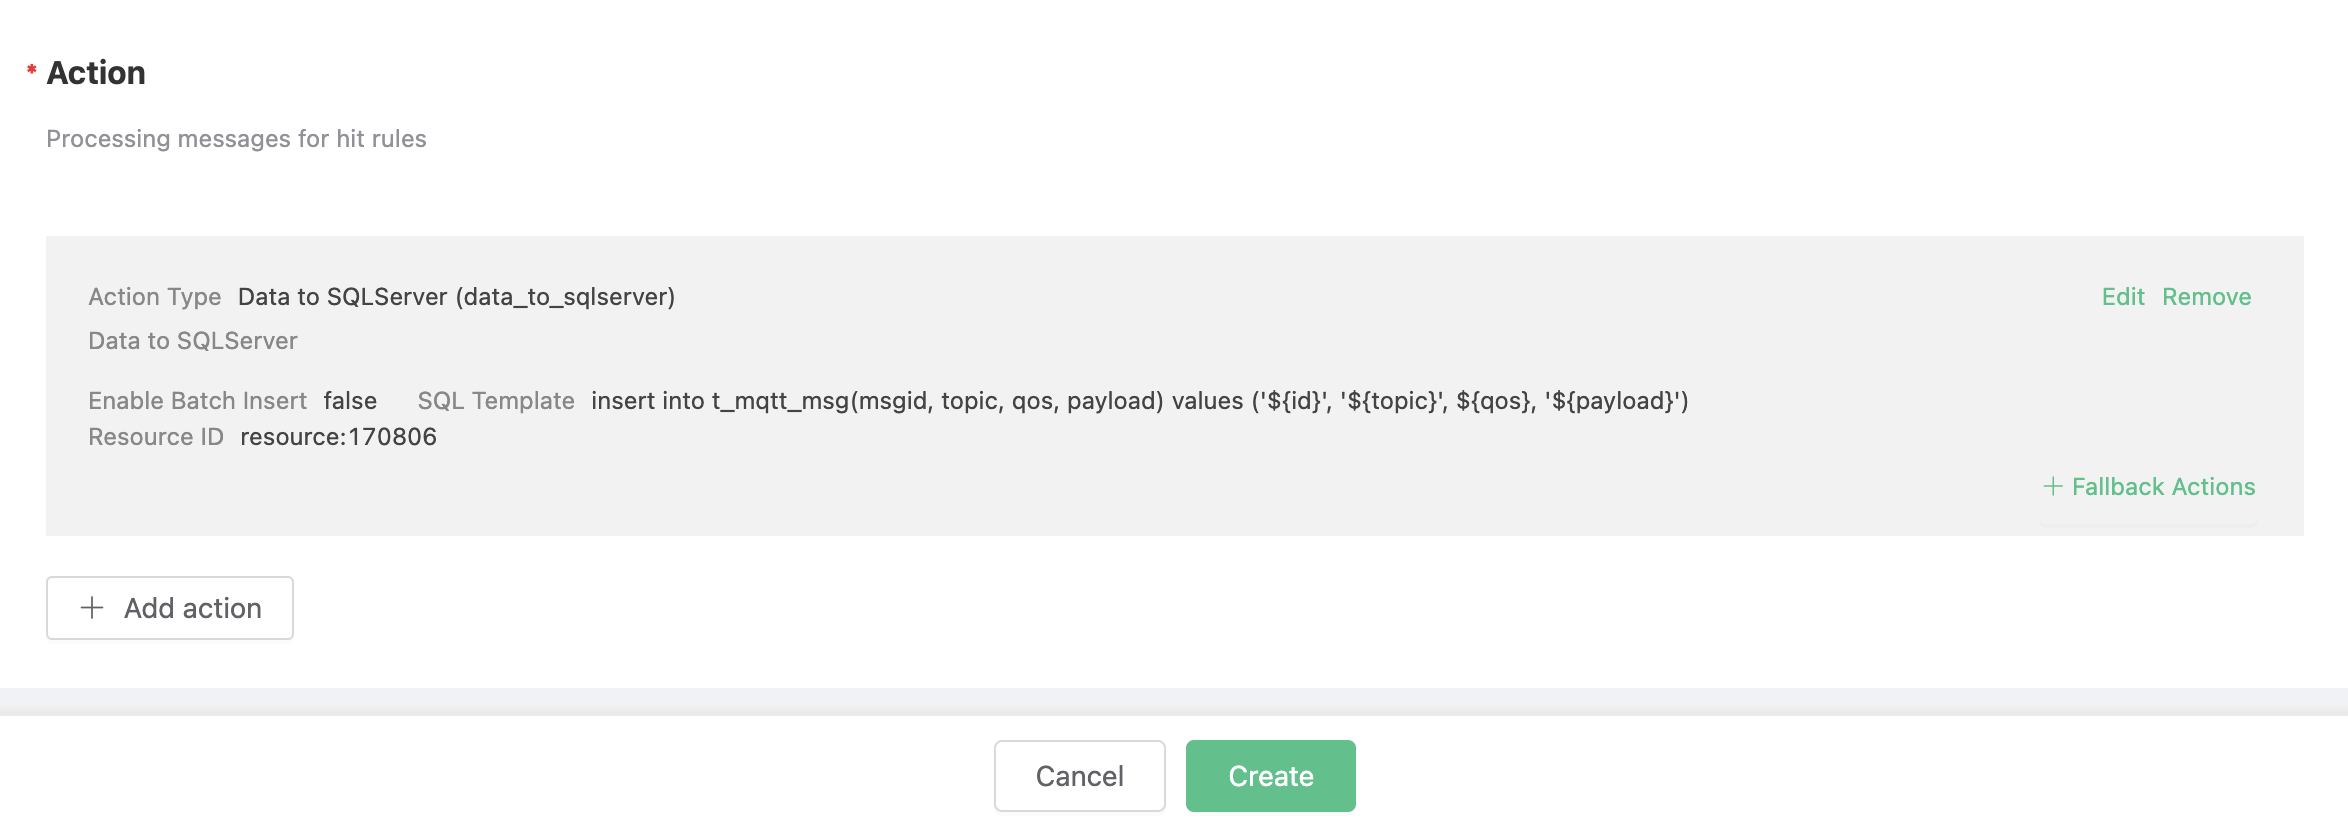 * Action
Processing messages for hit rules
Action Type Data to SQLServer (data_to_sqlserver) Edit Remove
Data to SQLServer
Enable Batch Insert false SQL Template insert into t_mqtt_msg(msgid, topic, qos, payload) values ('${id}', '${topic}', ${qos}, '${payload}')
Resource ID resource:170806
+ Fallback Actions
+ Add action
Cancel Create